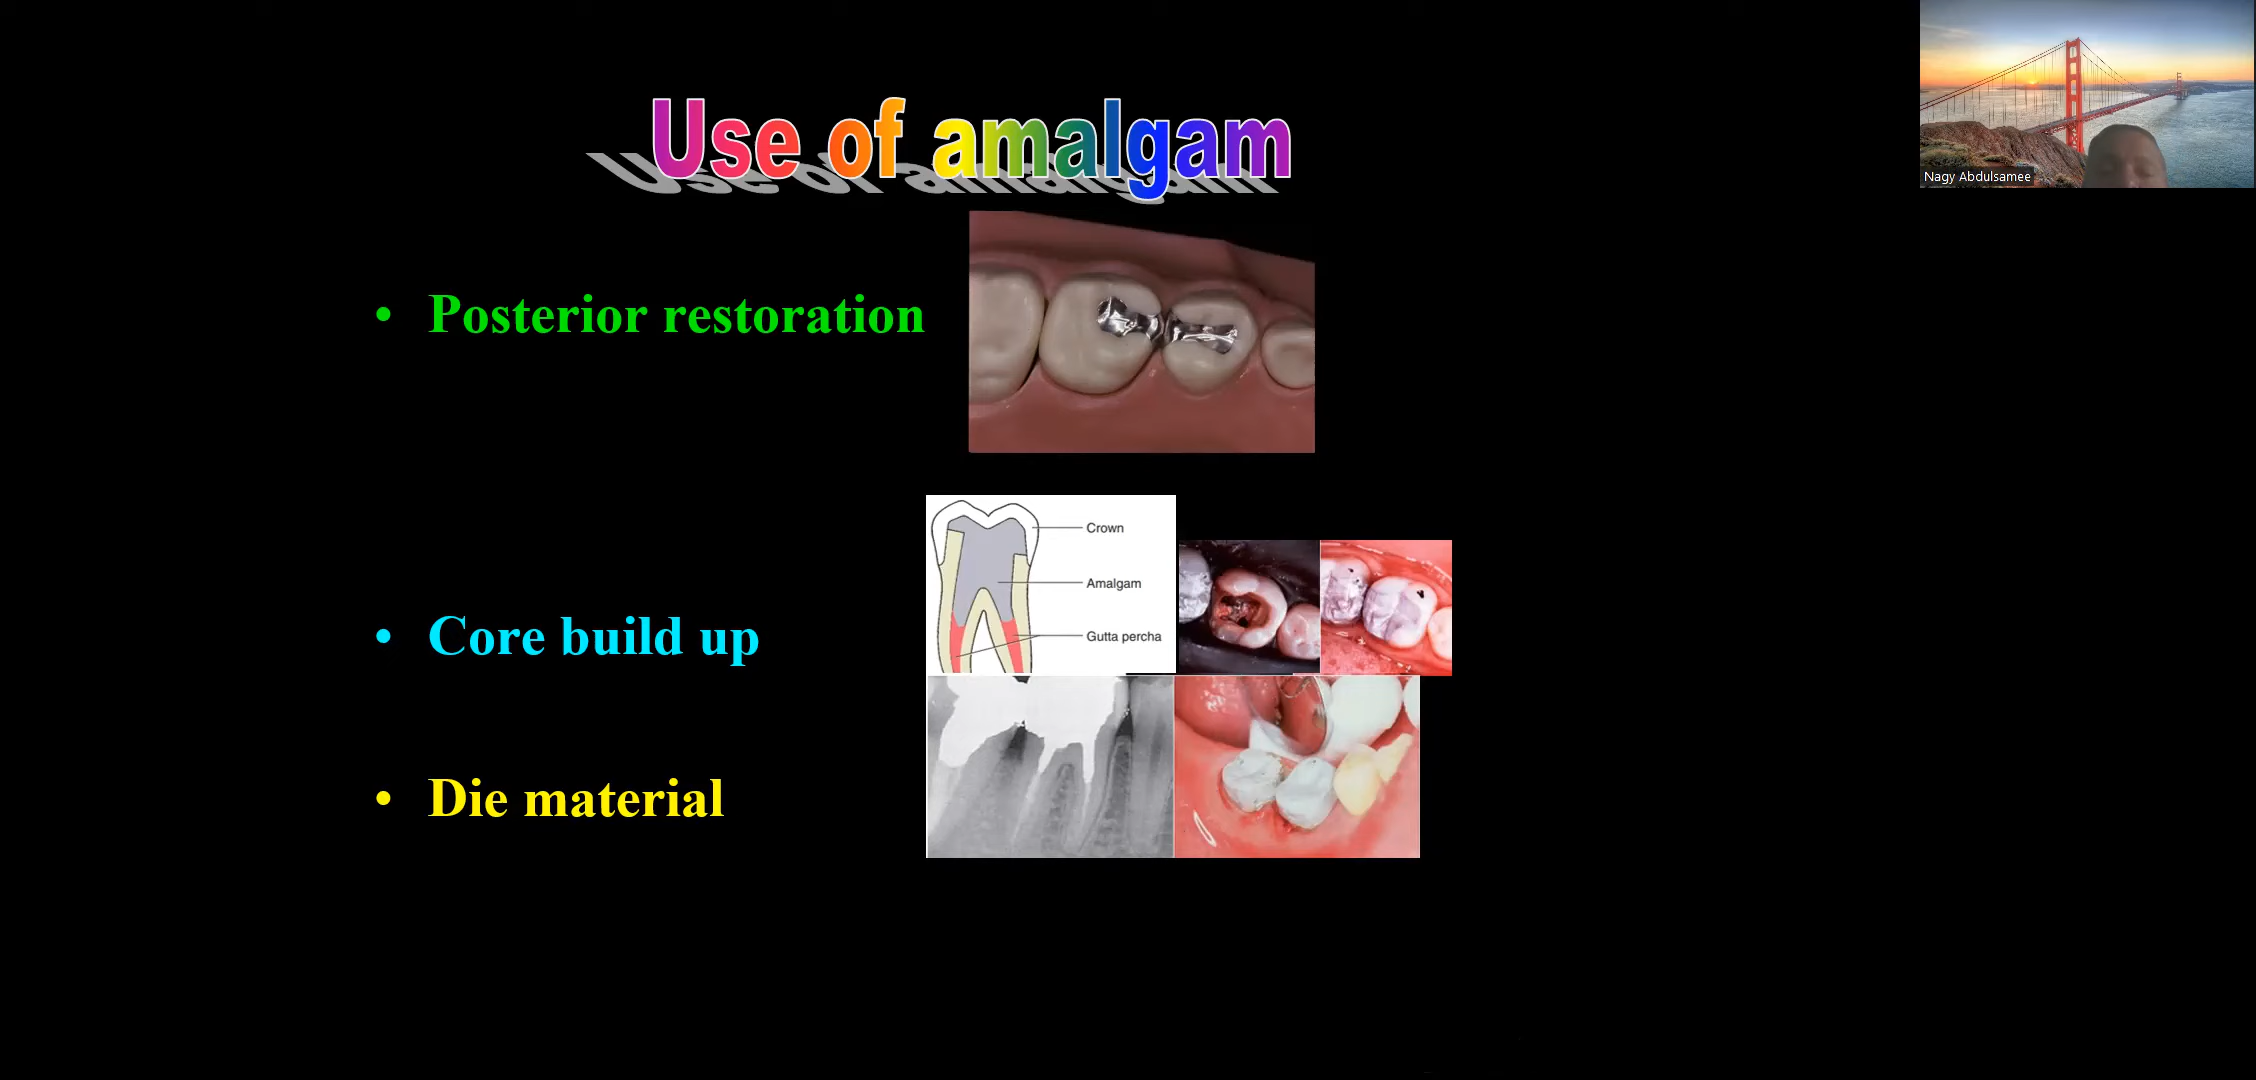 Use of amalgam
Nagy Abdulsamee
• Posterior restoration
Crown
Amalgam
Gutta percha
• Core build up
• Die material